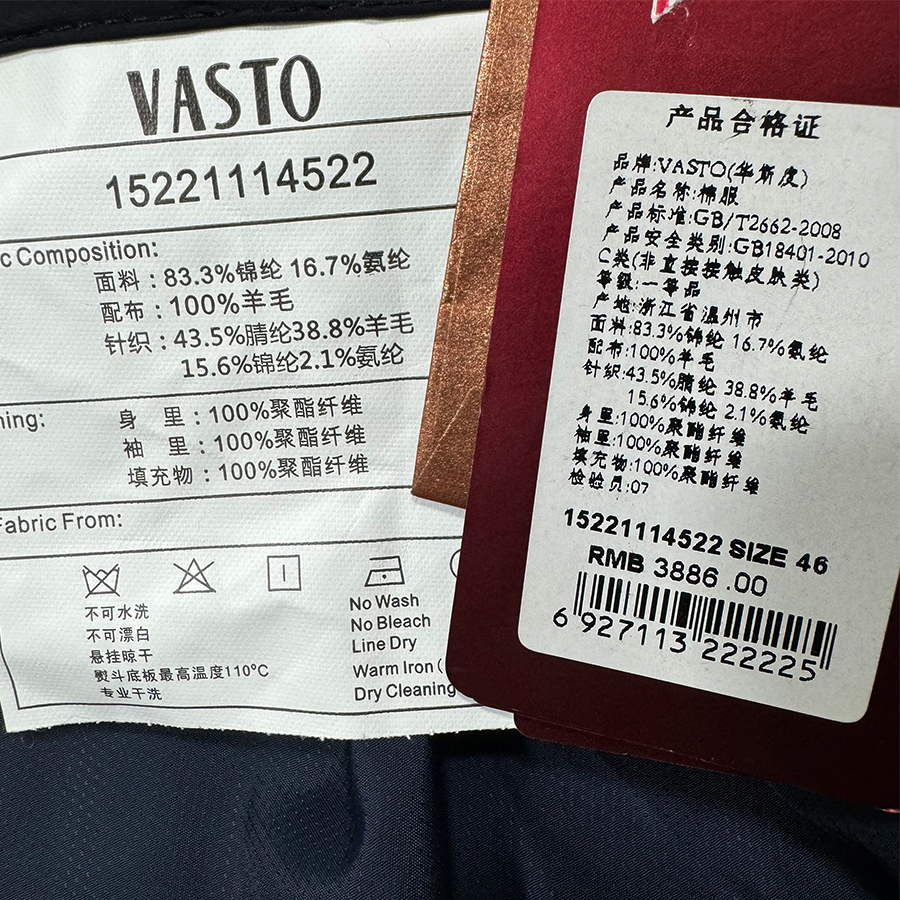 VASTO
15221114522
c Composition:
面料：83.3%锦纶 16.7%氨纶
配布：100%羊毛
针织：43.5%腈纶38.8%羊毛
15.6%锦纶2.1%氨纶
ning:
身 里：100%聚酯纤维
袖 里：100%聚酯纤维
填充物：100%聚酯纤维
Fabric From:
不可水洗
不可漂白
悬挂晾干
熨斗底板最高温度110℃
专业干洗
No Wash
No Bleach
Line Dry
Warm Iron (
Dry Cleaning
产品合格证
品牌:VASTO(华斯度)
产品名称:棉服
产品标准:GB/T2662-2008
产品安全类别:GB18401-2010
C类(非直接接触皮肤类)
等级:一等品
产地:浙江省温州市
面料:83.3%锦纶 16.7%氨纶
配布:100%羊毛
针织:43.5%腈纶 38.8%羊毛
15.6%锦纶 2.1%氨纶
身里:100%聚酯纤维
袖里:100%聚酯纤维
填充物:100%聚酯纤维
检验员:07
15221114522 SIZE 46
RMB 3886.00
6 927113 222225